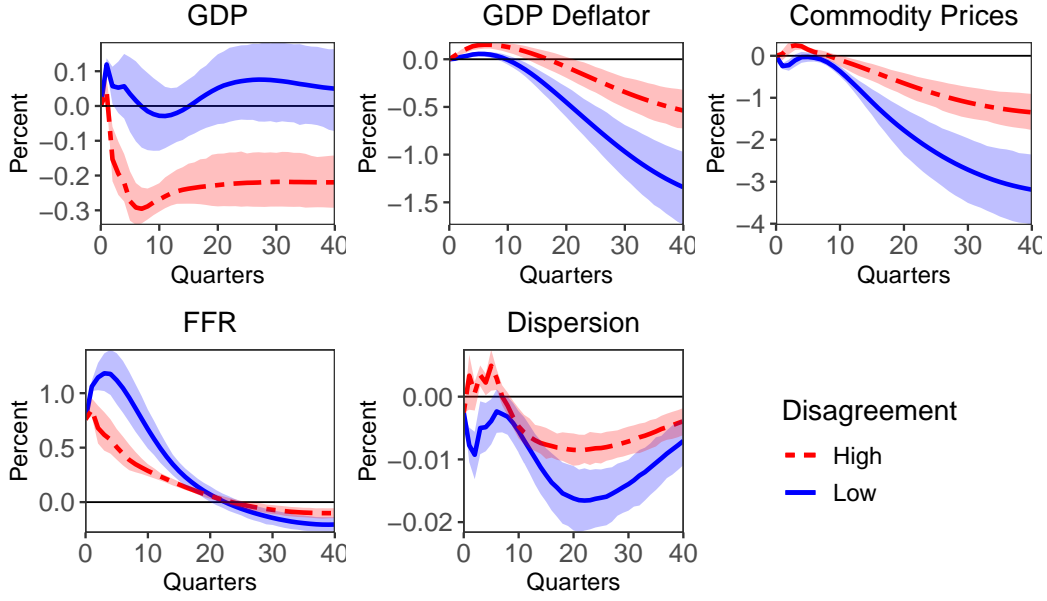 GDP
GDP Deflator
Commodity Prices
Percent
0.1
0.0
−0.1
−0.2
−0.3
0 10 20 30 40
Quarters
Percent
0.0
−0.5
−1.0
−1.5
0 10 20 30 40
Quarters
Percent
0
−1
−2
−3
−4
0 10 20 30 40
Quarters
FFR
Dispersion
Percent
1.0
0.5
0.0
0 10 20 30 40
Quarters
Percent
0.00
−0.01
−0.02
0 10 20 30 40
Quarters
Disagreement
High
Low